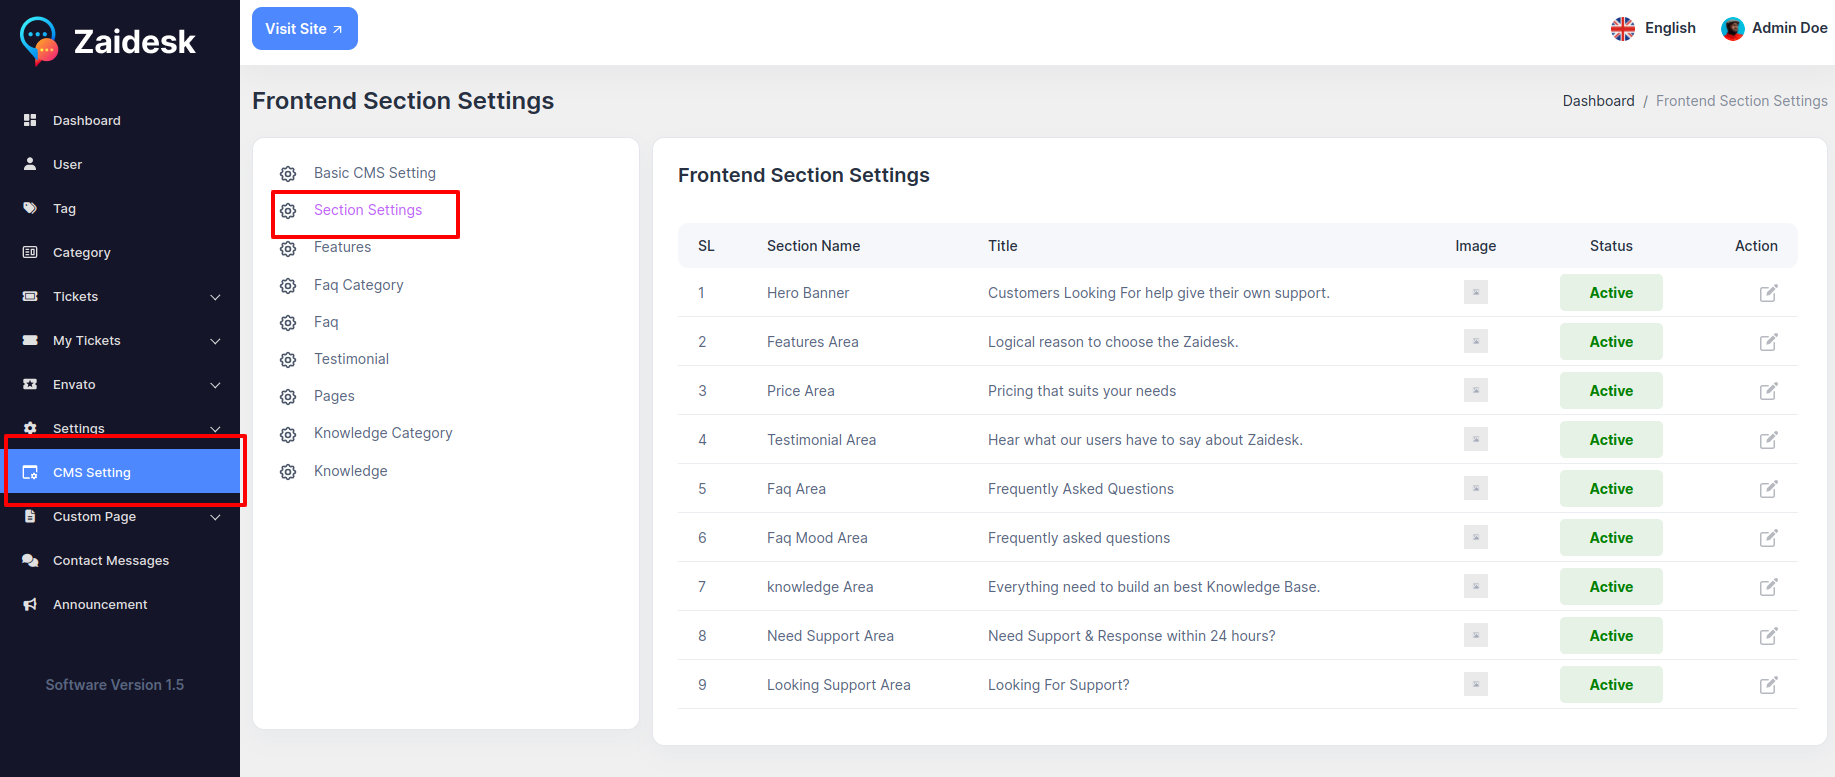 Zaidesk
Dashboard
User
Tag
Category
Tickets
My Tickets
Envato
Settings
CMS Setting
Custom Page
Contact Messages
Announcement
Software Version 1.5
Visit Site
English
Admin Doe
Frontend Section Settings
Dashboard / Frontend Section Settings
Basic CMS Setting
Section Settings
Features
Faq Category
Faq
Testimonial
Pages
Knowledge Category
Knowledge
Frontend Section Settings
SL Section Name Title Image Status Action
1 Hero Banner Customers Looking For help give their own support. Active
2 Features Area Logical reason to choose the Zaidesk. Active
3 Price Area Pricing that suits your needs Active
4 Testimonial Area Hear what our users have to say about Zaidesk. Active
5 Faq Area Frequently Asked Questions Active
6 Faq Mood Area Frequently asked questions Active
7 knowledge Area Everything need to build an best Knowledge Base. Active
8 Need Support Area Need Support & Response within 24 hours? Active
9 Looking Support Area Looking For Support? Active